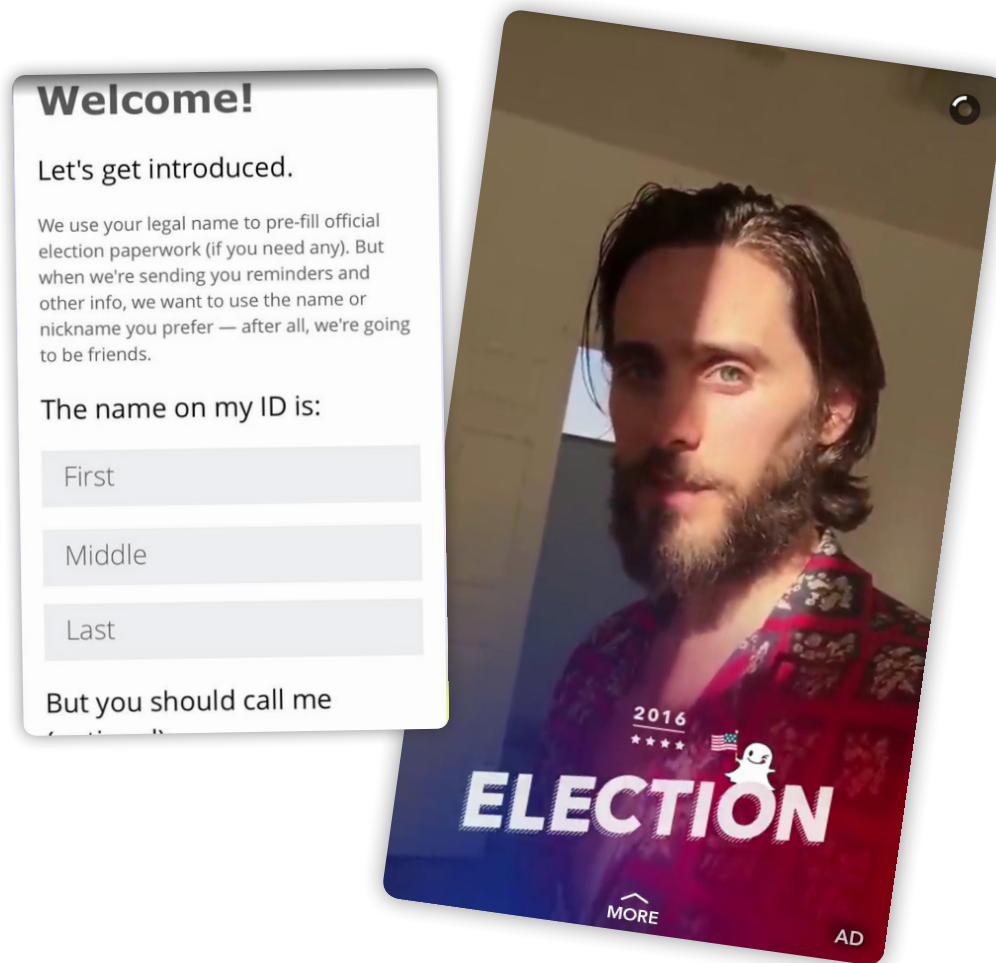 Welcome!
Let's get introduced.
We use your legal name to pre-fill official
election paperwork (if you need any). But
when we're sending you reminders and
other info, we want to use the name or
nickname you prefer — after all, we're going
to be friends.
The name on my ID is:
First
Middle
Last
But you should call me
2016
ELECTION
MORE
AD